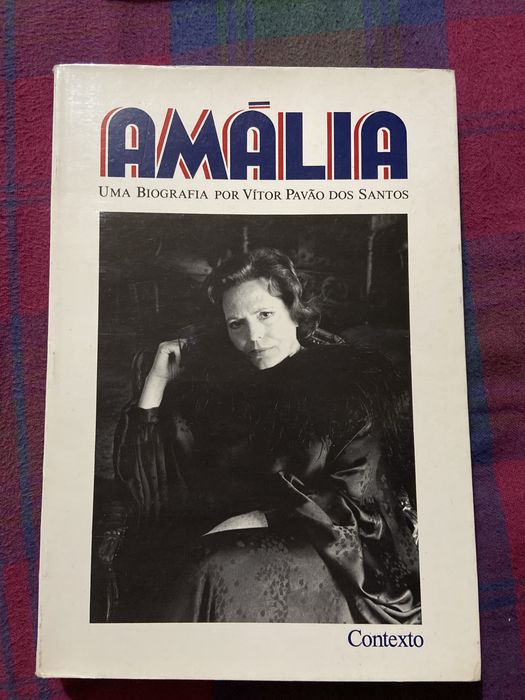 AMÁLIA
UMA BIOGRAFIA POR VÍTOR PAVÃO DOS SANTOS
Contexto